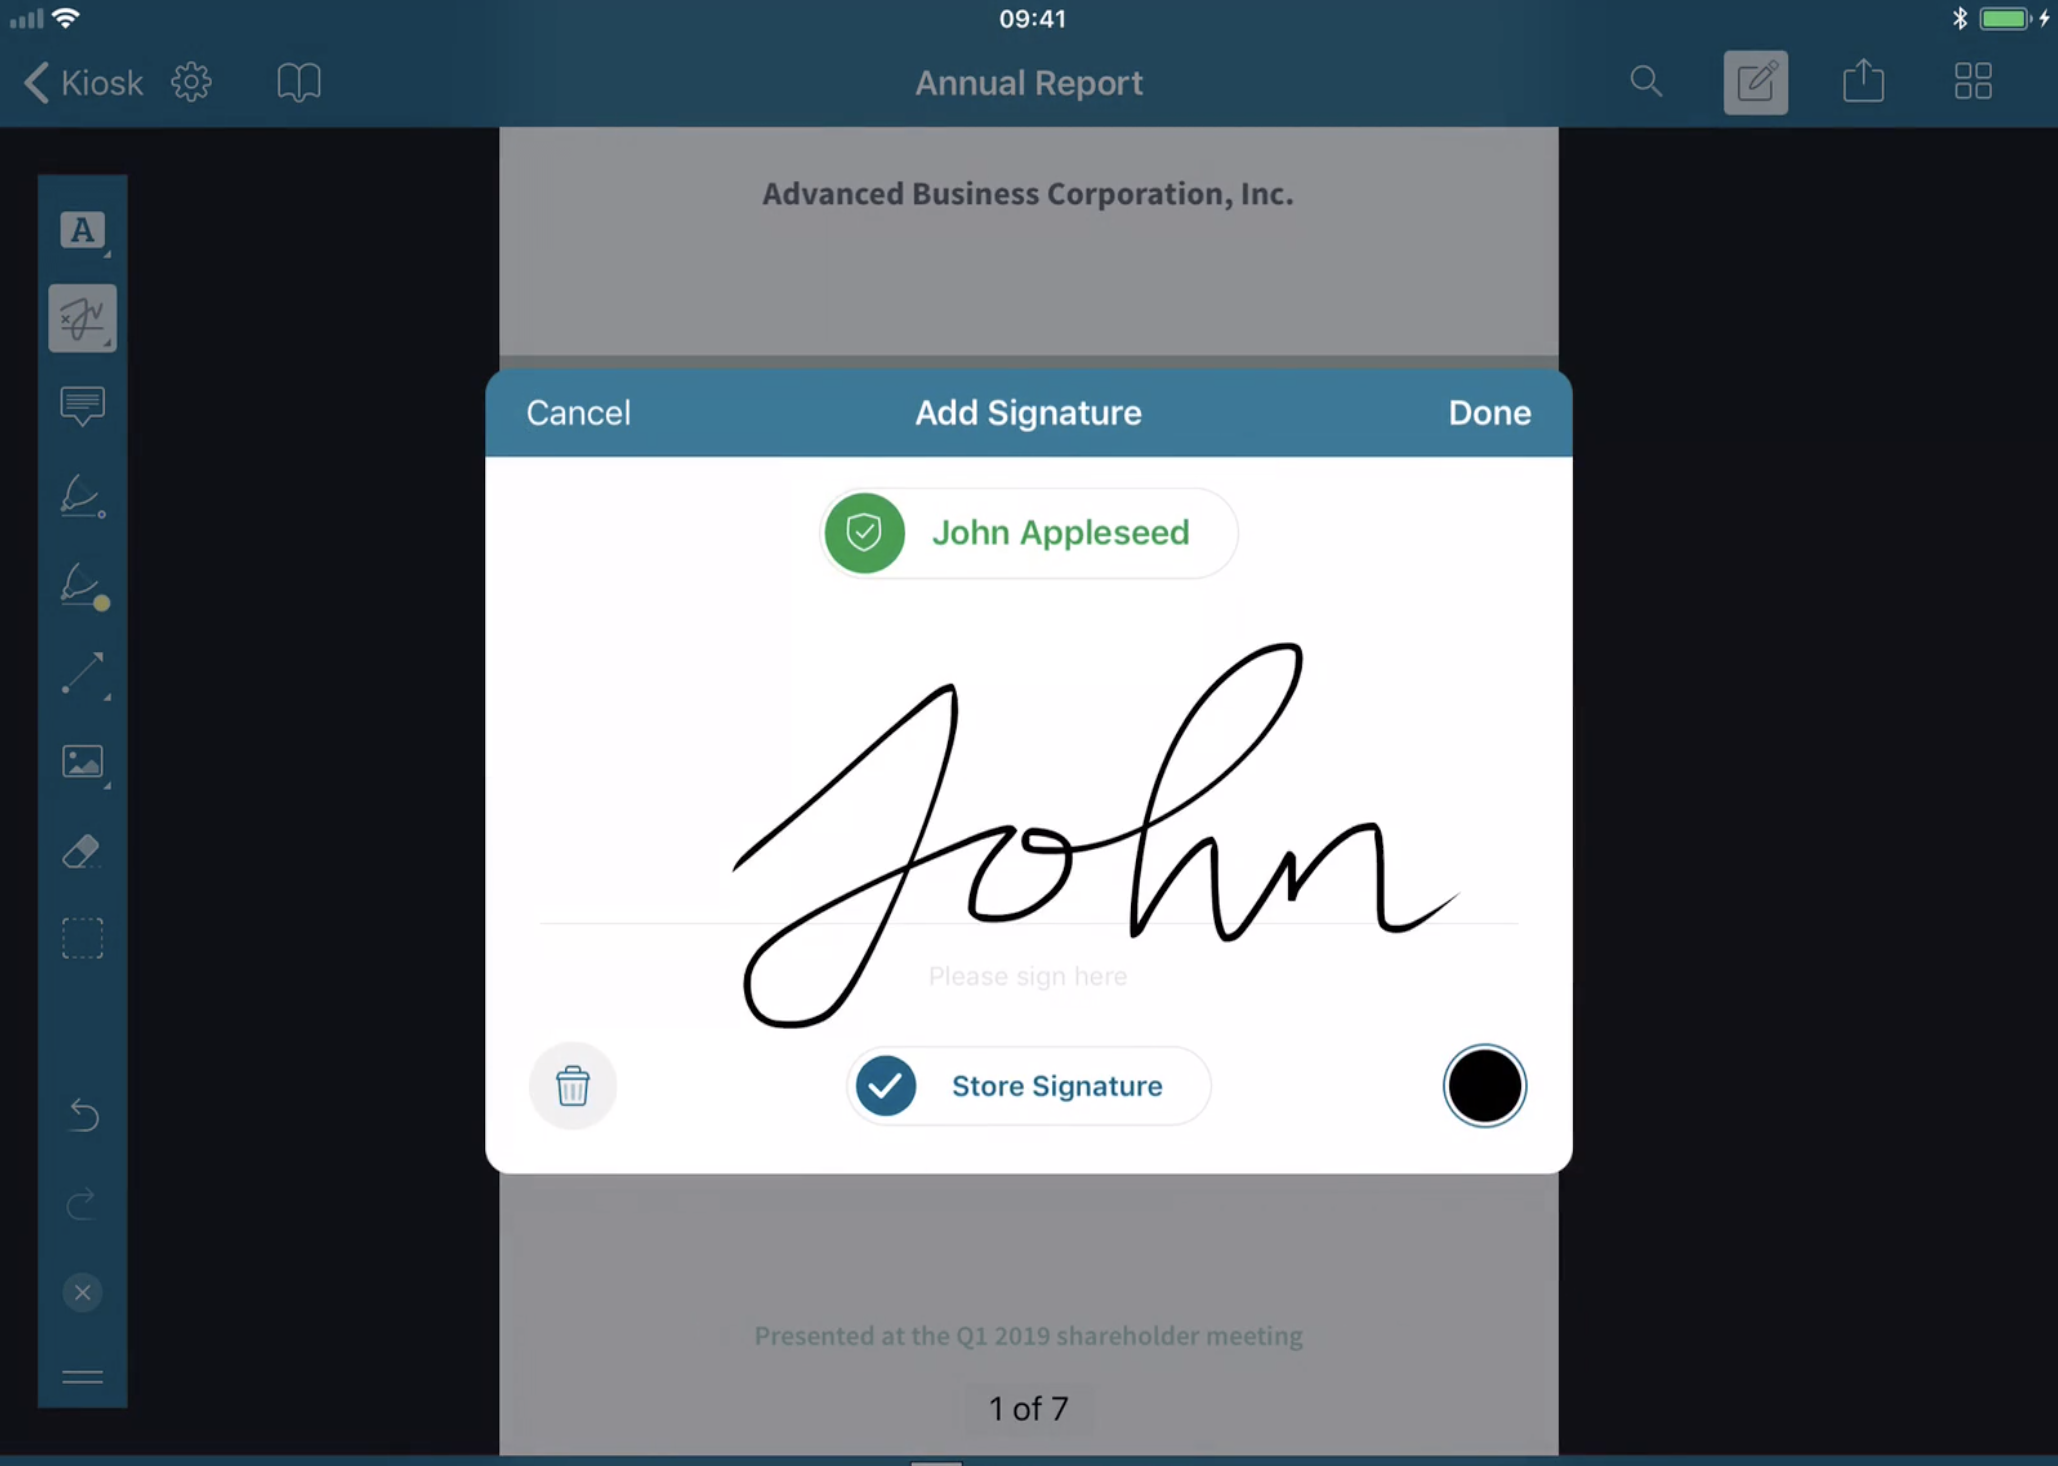 09:41
Kiosk
Annual Report
Advanced Business Corporation, Inc.
A
Cancel
Add Signature
Done
John Appleseed
John
Please sign here
Store Signature
Presented at the Q1 2019 shareholder meeting
1 of 7